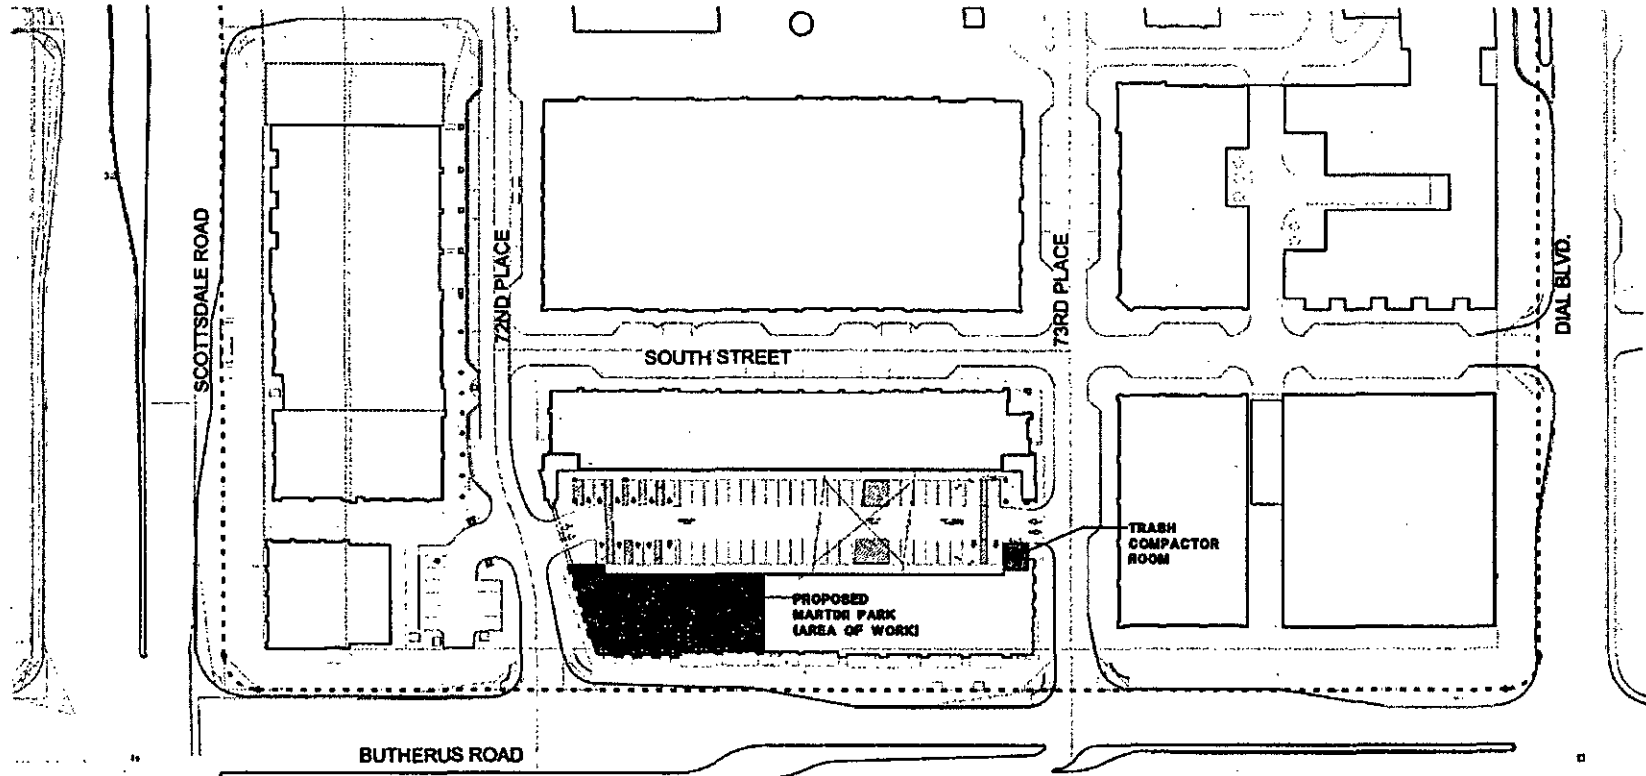 SCOTTSDALE ROAD
72ND PLACE
73RD PLACE
DIAL BLVD.
SOUTH STREET
TRASH
COMPACTOR
ROOM
PROPOSED
PARK
(AREA OF WORK)
BUTHERUS ROAD